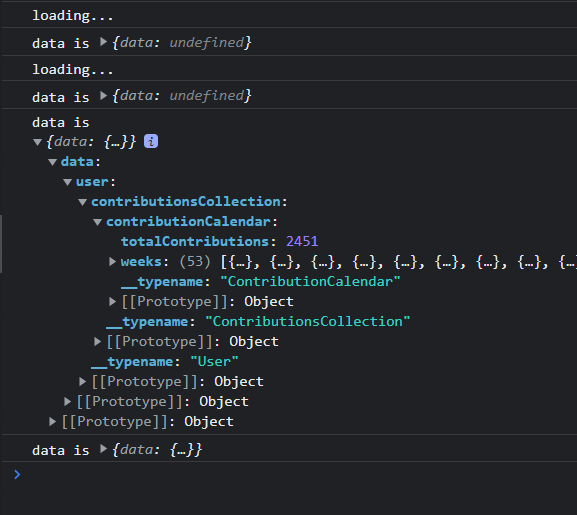 loading...
data is ▶{data: undefined}
loading...
data is ▶{data: undefined}
data is
▼{data: {…}} i
▼data:
▼user:
▼contributionsCollection:
▼contributionCalendar:
totalContributions: 2451
▶weeks: (53) [{…}, {…}, {…}, {…}, {…}, {…}, {…}, {…}, {…
__typename: "ContributionCalendar"
▶[[Prototype]]: Object
__typename: "ContributionsCollection"
▶[[Prototype]]: Object
__typename: "User"
▶[[Prototype]]: Object
▶[[Prototype]]: Object
▶[[Prototype]]: Object
data is ▶{data: {…}}
>